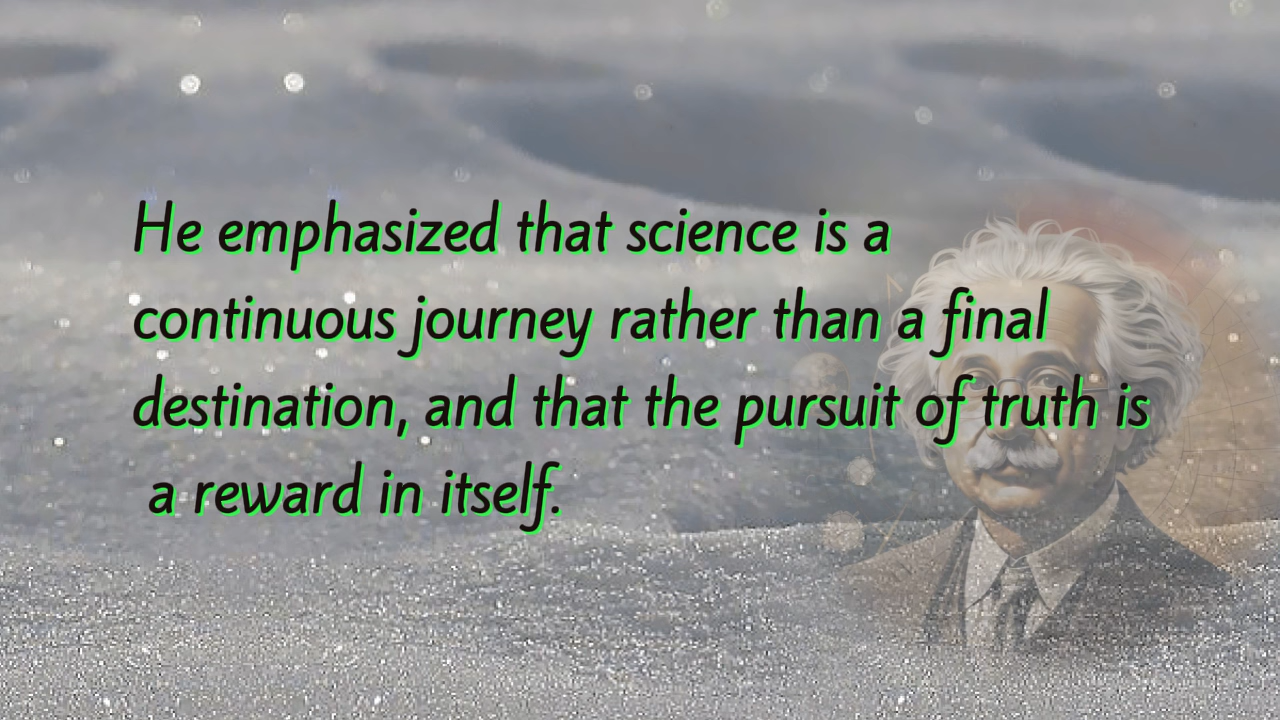 He emphasized that science is a
continuous journey rather than a final
destination, and that the pursuit of truth is
a reward in itself.